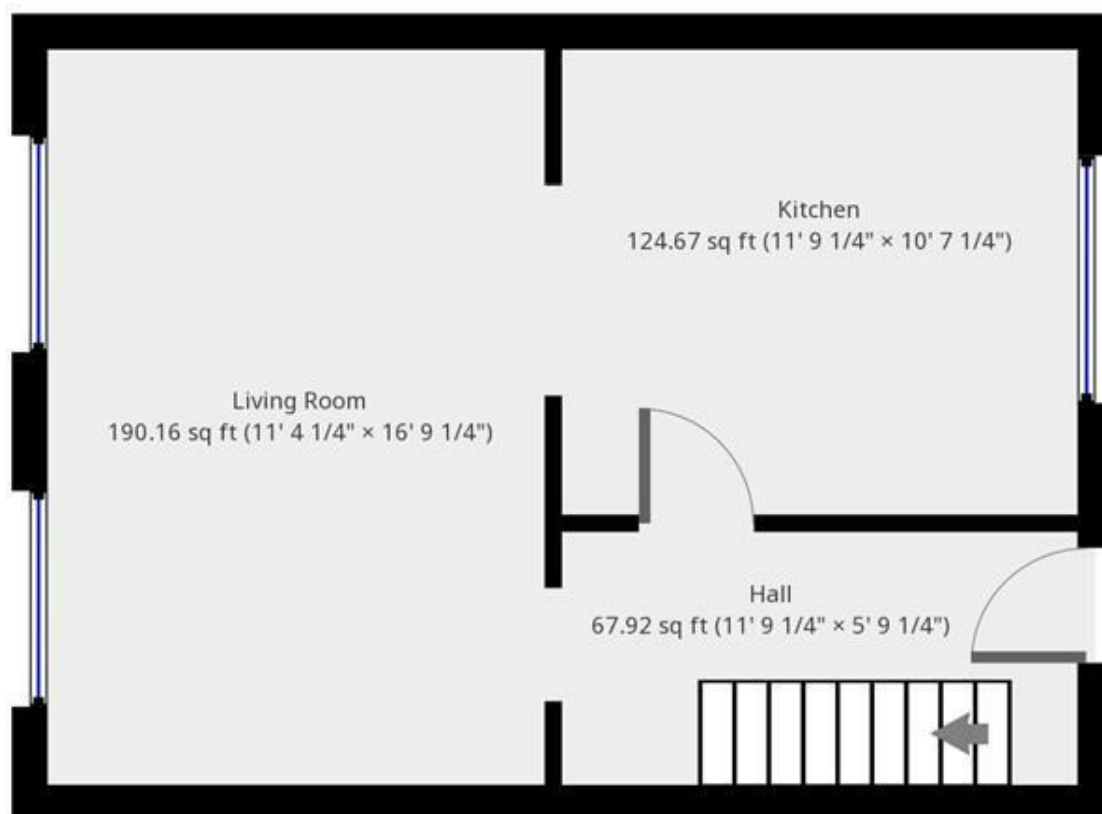 Kitchen
124.67 sq ft (11' 9 1/4" × 10' 7 1/4")
Living Room
190.16 sq ft (11' 4 1/4" × 16' 9 1/4")
Hall
67.92 sq ft (11' 9 1/4" × 5' 9 1/4")